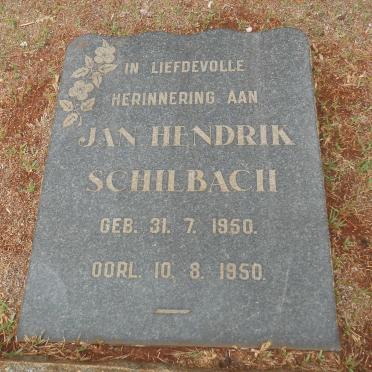 IN LIEFDEVOLLE
HERINNERING AAN
JAN HENDRIK
SCHILBACH
GEB. 31. 7. 1950.
OORL. 10. 8. 1950.